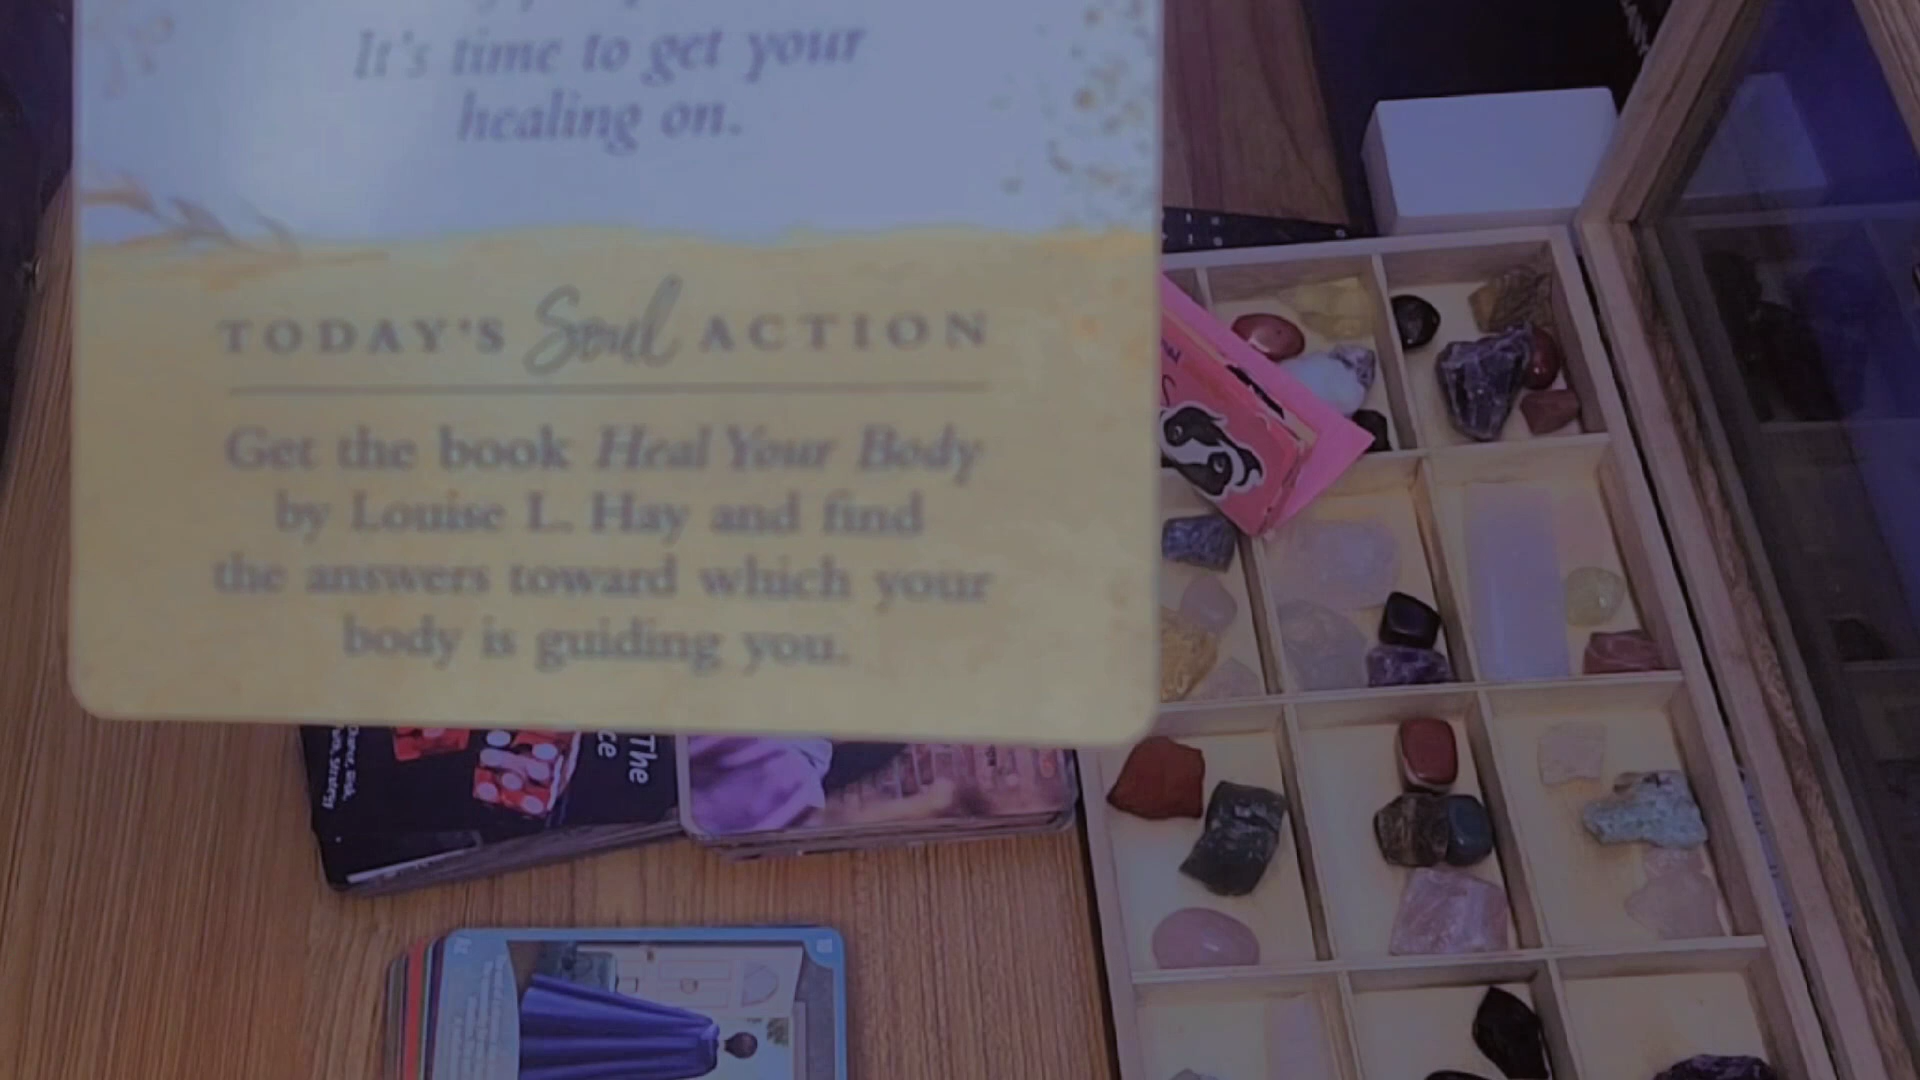 It's time to get your
healing on.
TODAY'S Soul ACTION
Get the book Heal Your Body
by Louise L. Hay and find
the answers toward which your
body is guiding you.
The